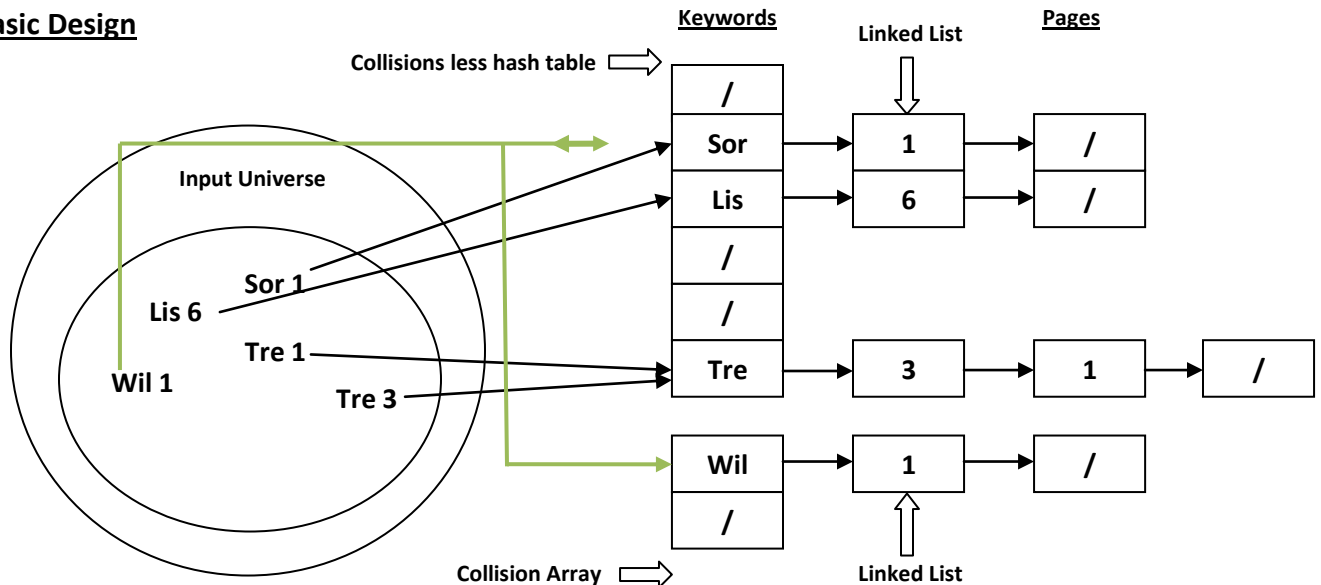 asic Design
Keywords
Linked List
Pages
Collisions less hash table
/
Sor
1
/
Input Universe
Lis
6
/
/
Sor 1
Lis 6
/
Tre 1
Tre
3
1
/
Wil 1
Tre 3
Wil
1
/
/
Collision Array
Linked List